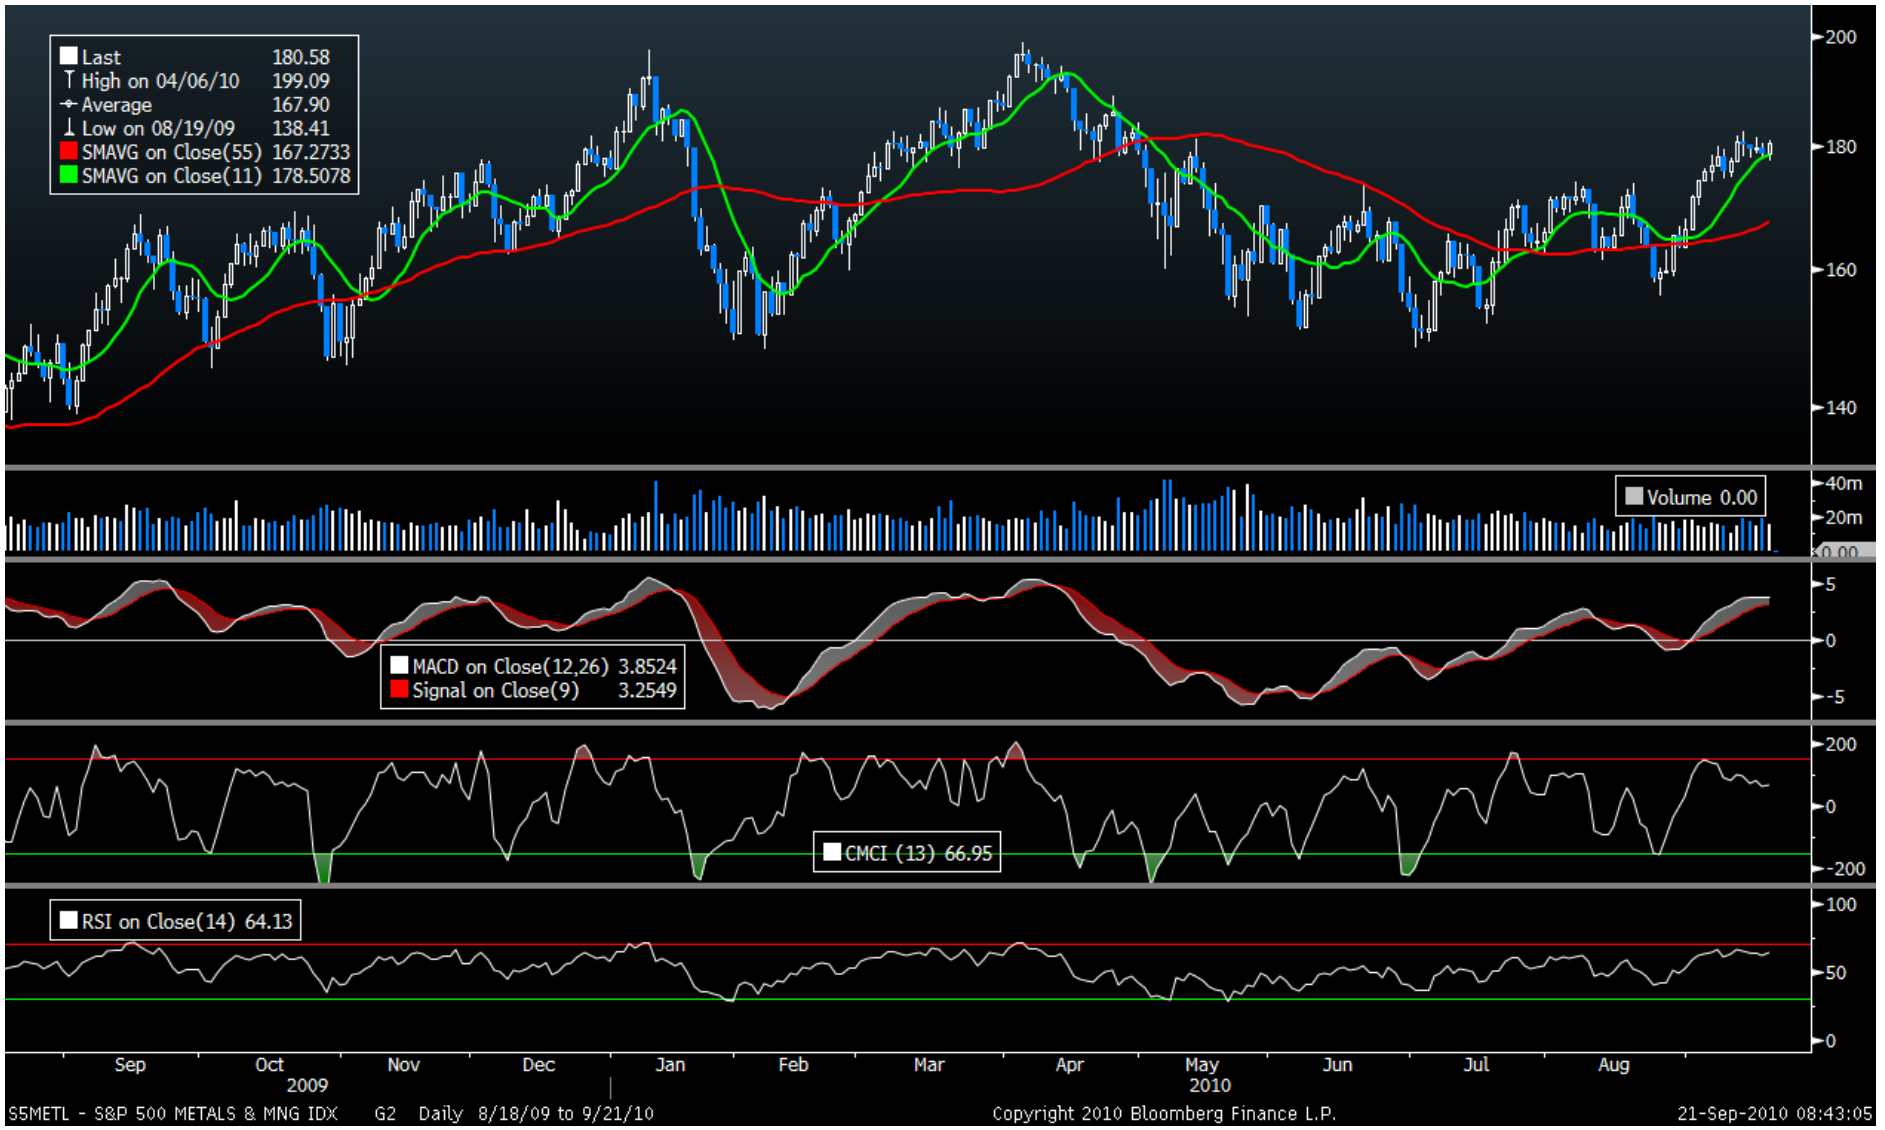 Last 180.58
High on 04/06/10 199.09
Average 167.90
Low on 08/19/09 138.41
SMAVG on Close(55) 167.2733
SMAVG on Close(11) 178.5078
200
180
160
140
Volume 0.00
40m
20m
0.00
MACD on Close(12,26) 3.8524
Signal on Close(9) 3.2549
5
0
-5
CMCI (13) 66.95
200
0
-200
RSI on Close(14) 64.13
100
50
0
Sep Oct Nov Dec Jan Feb Mar Apr May Jun Jul Aug
2009 2010
S5METL - S&P 500 METALS & MNG IDX G2 Daily 8/18/09 to 9/21/10 Copyright 2010 Bloomberg Finance L.P. 21-Sep-2010 08:43:05